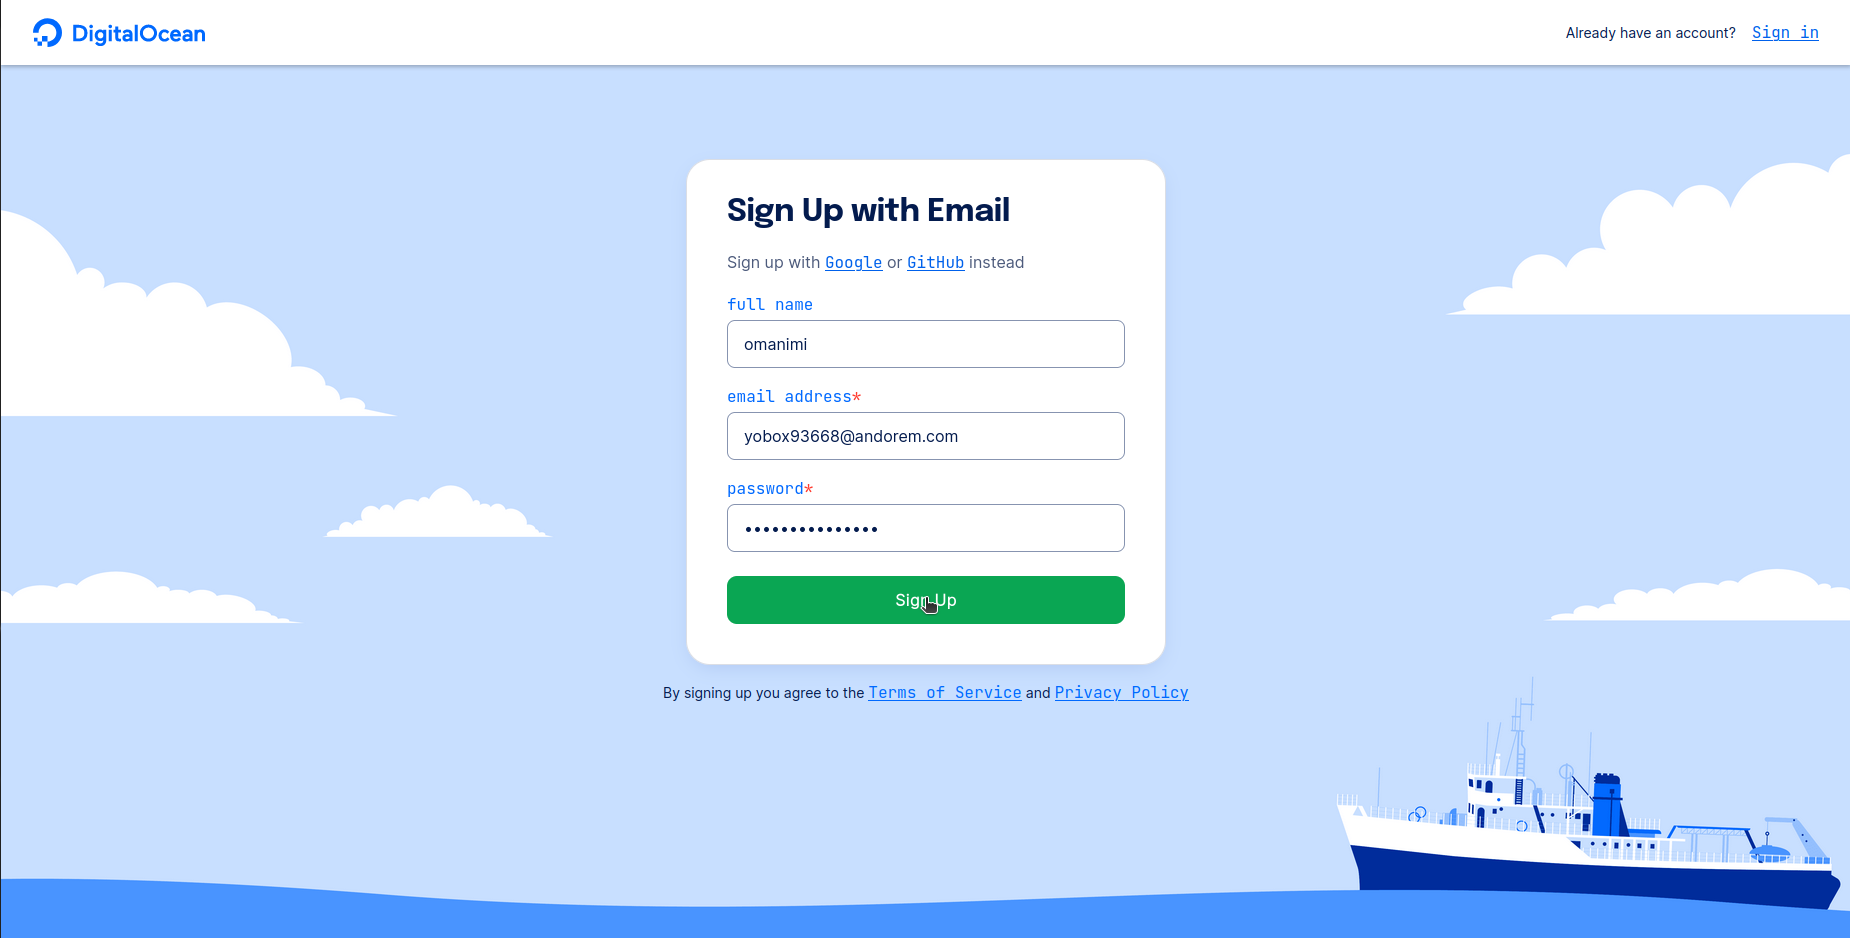 DigitalOcean
Already have an account? Sign in
Sign Up with Email
Sign up with Google or GitHub instead
full name
omanimi
email address*
yobox93668@andorem.com
password*
•••••••••••••••
Sign Up
By signing up you agree to the Terms of Service and Privacy Policy